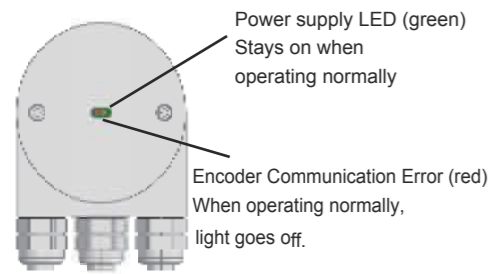 Power supply LED (green)
Stays on when
operating normally
Encoder Communication Error (red)
When operating normally,
light goes off.